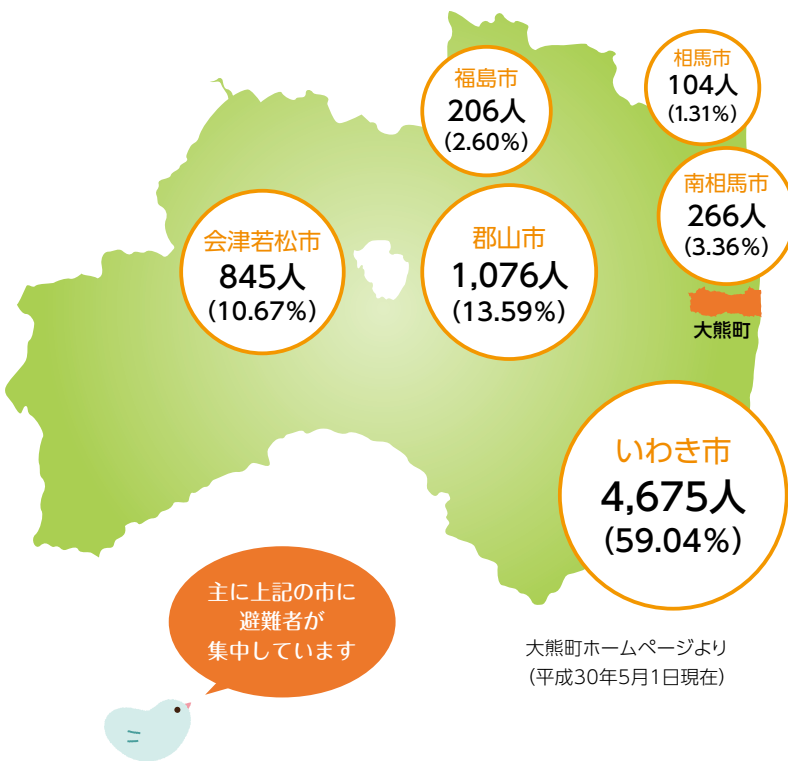 福島市
206人
(2.60%)
相馬市
104人
(1.31%)
南相馬市
266人
(3.36%)
会津若松市
845人
(10.67%)
郡山市
1,076人
(13.59%)
大熊町
いわき市
4,675人
(59.04%)
主に上記の市に
避難者が
集中しています
大熊町ホームページより
(平成30年5月1日現在)